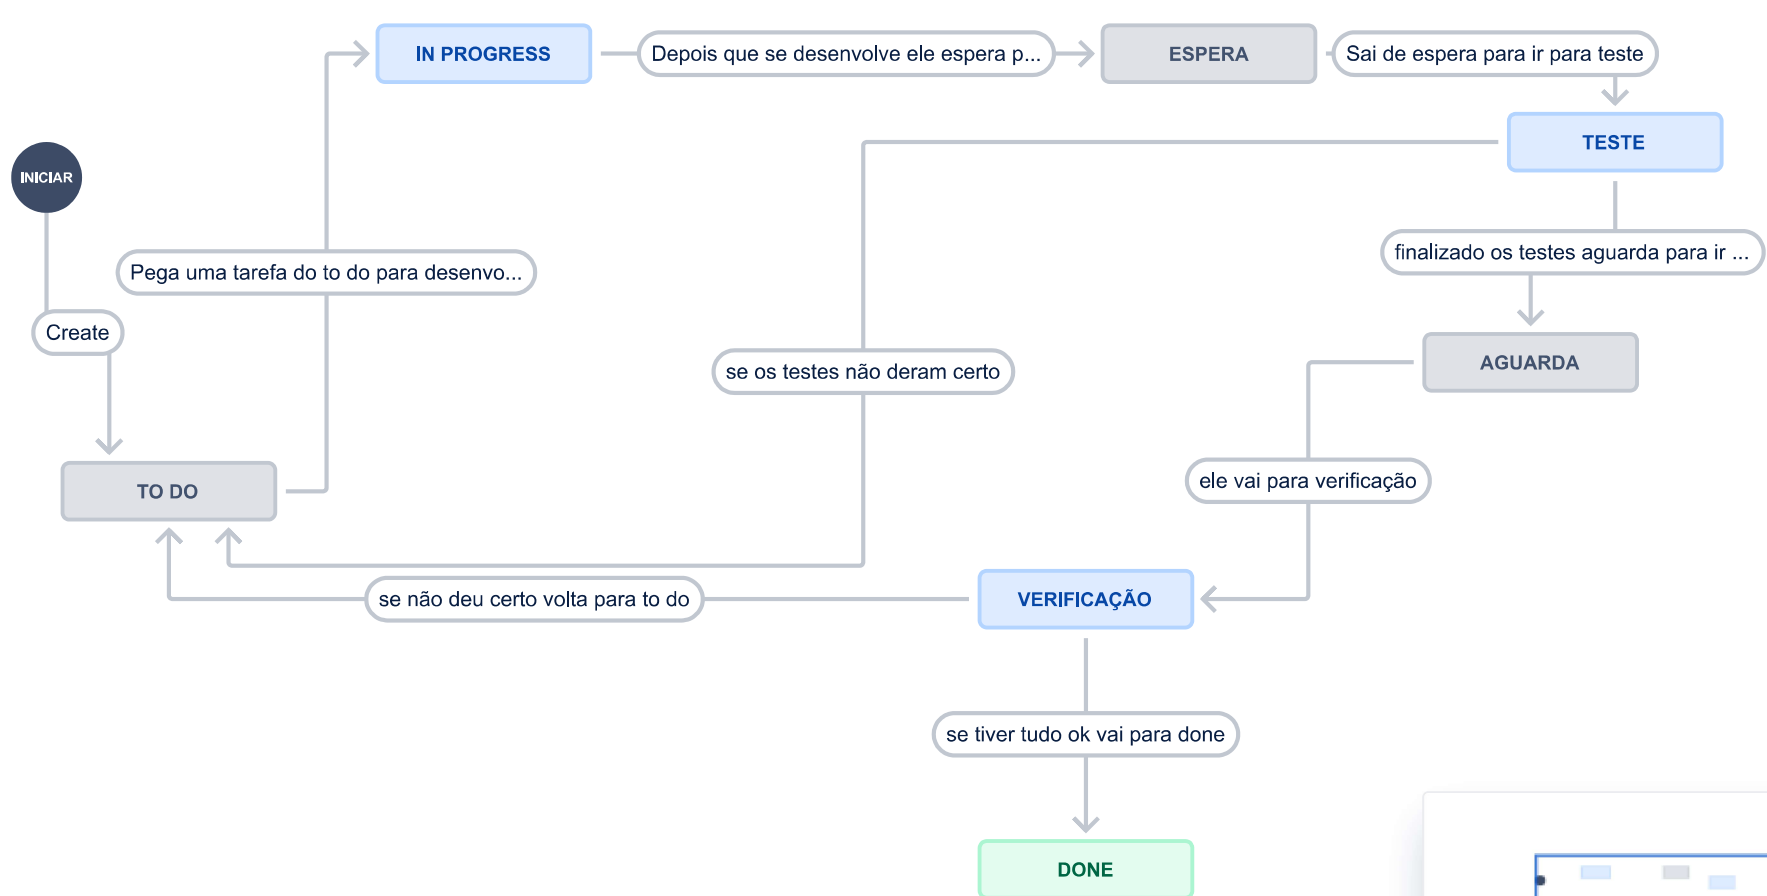 IN PROGRESS
Depois que se desenvolve ele espera p...
ESPERA
Sai de espera para ir para teste
TESTE
INICIAR
finalizado os testes aguarda para ir ...
Pega uma tarefa do to do para desenvo...
Create
se os testes não deram certo
AGUARDA
ele vai para verificação
TO DO
se não deu certo volta para to do
VERIFICAÇÃO
se tiver tudo ok vai para done
DONE